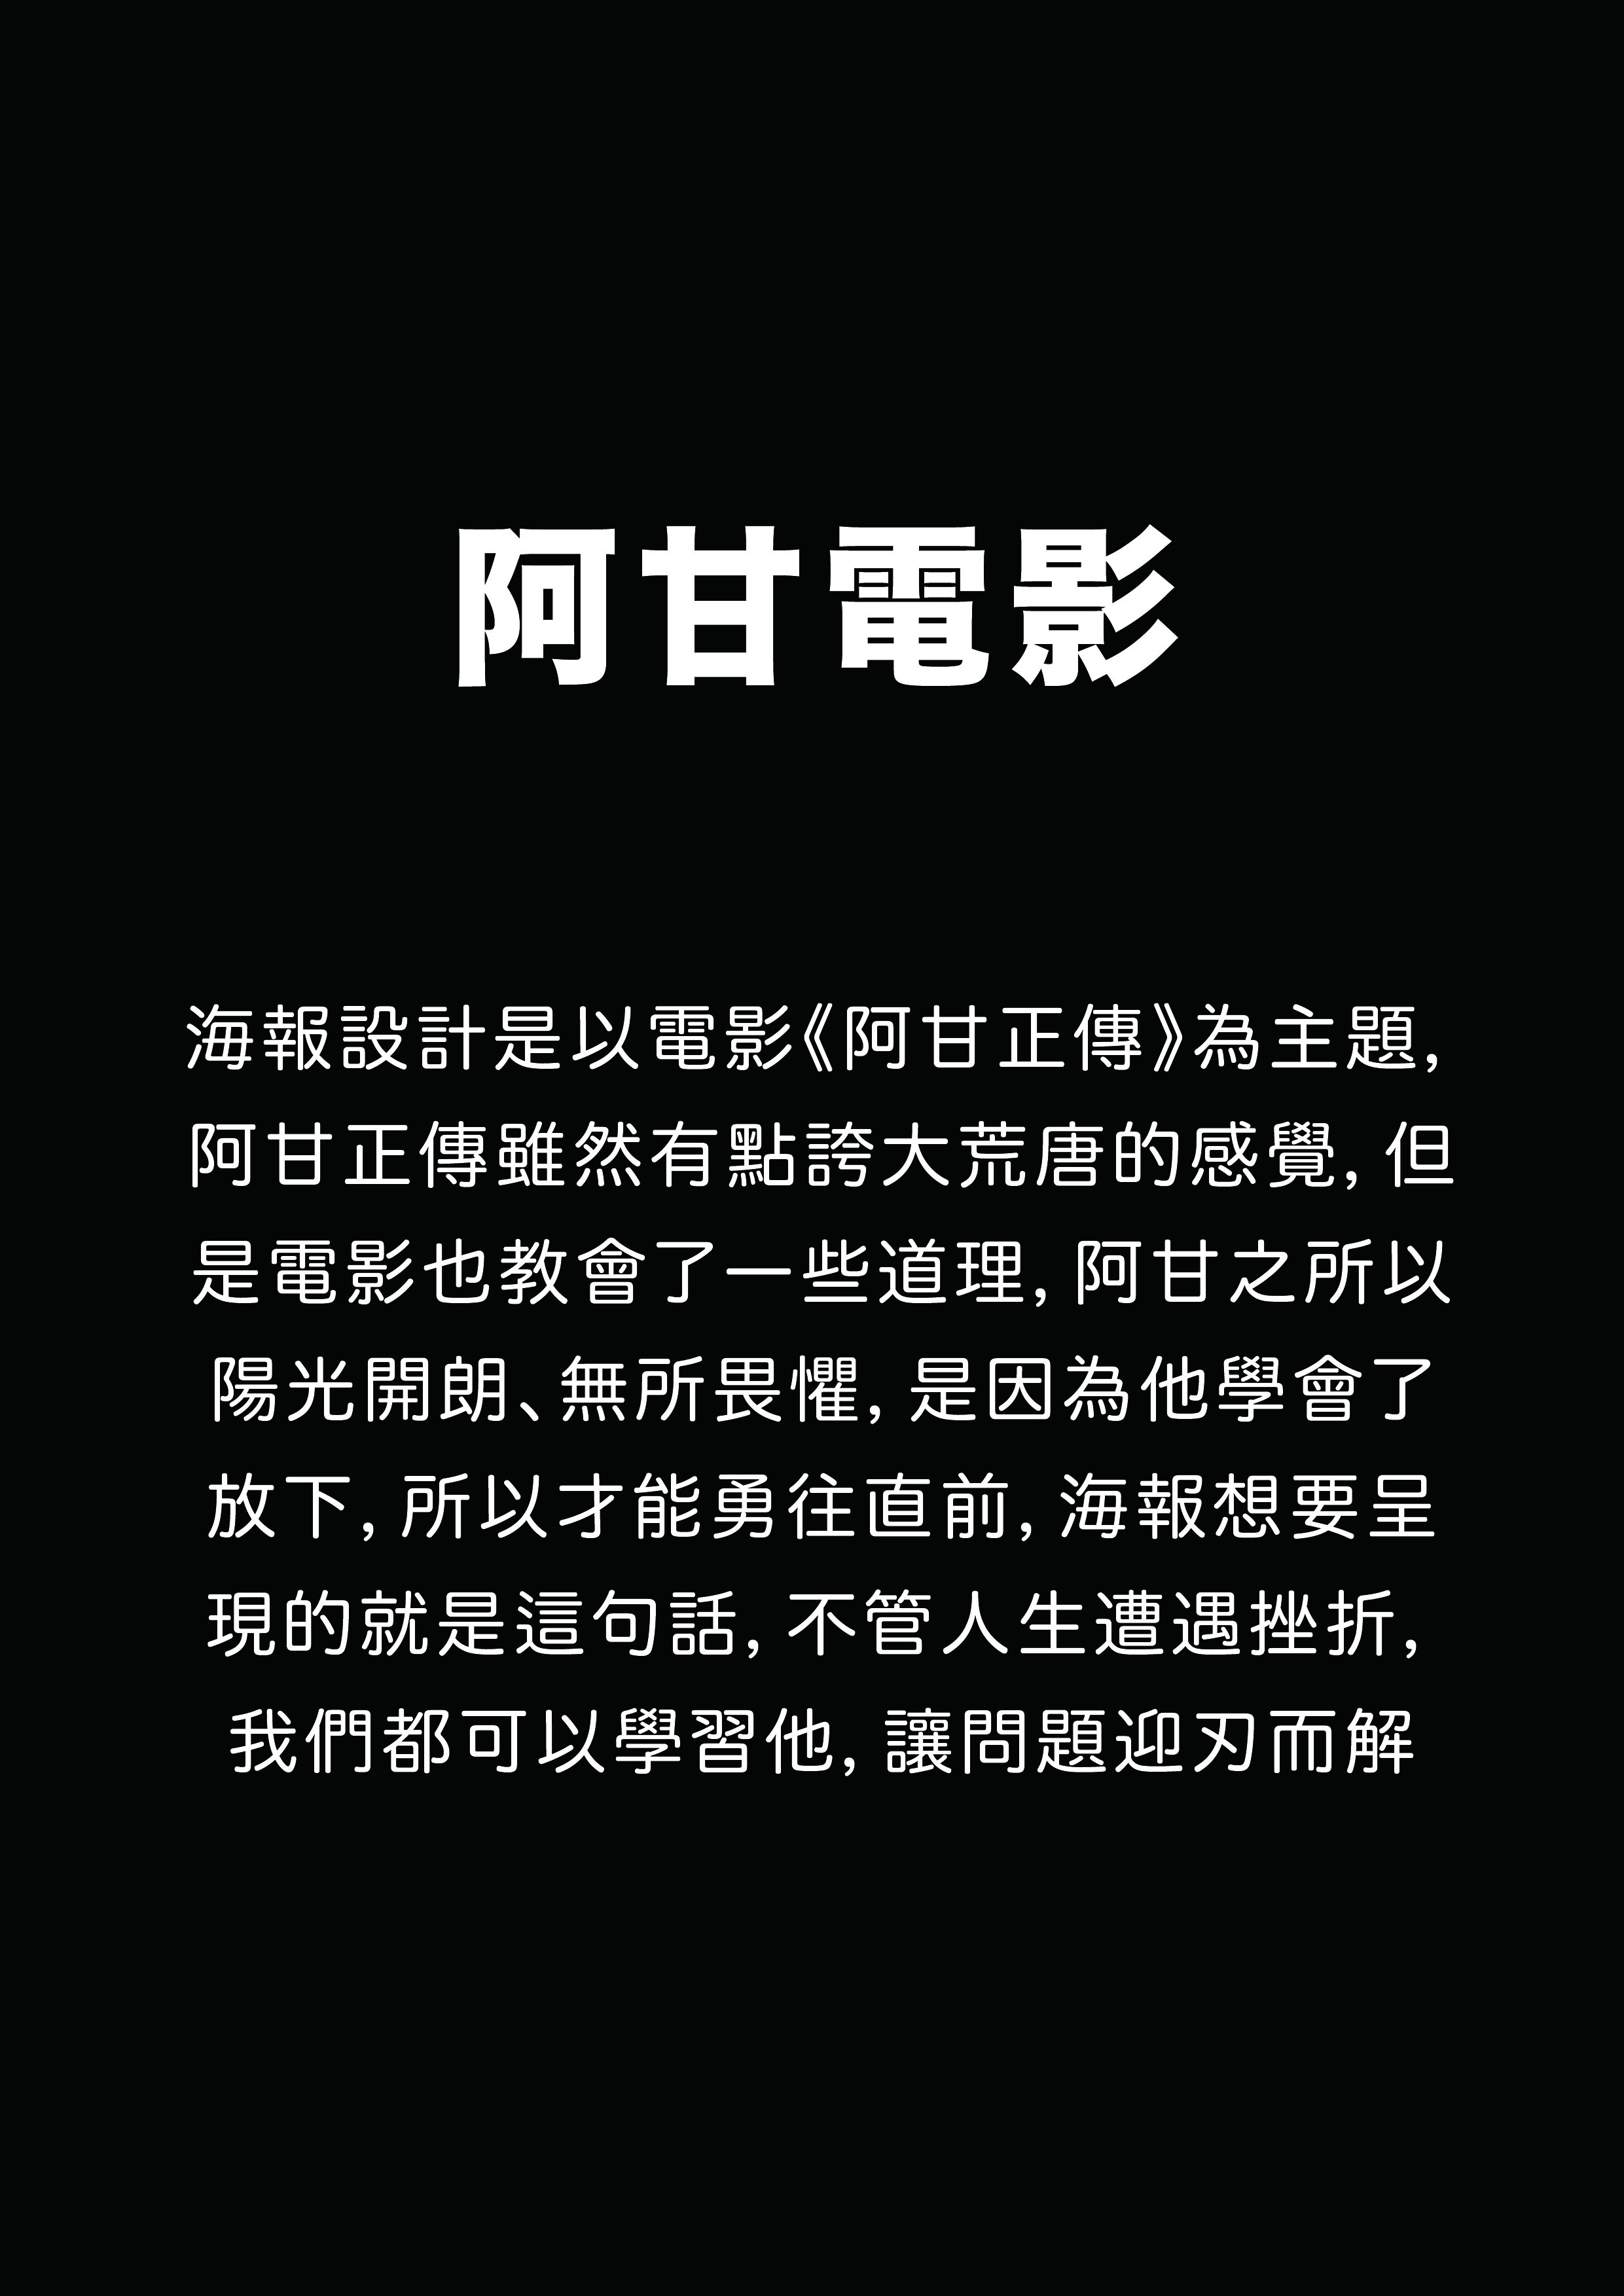 阿甘電影
海報設計是以電影《阿甘正傳》為主題,
阿甘正傳雖然有點誇大荒唐的感覺, 但
是電影也教會了一些道理, 阿甘之所以
陽光開朗、無所畏懼, 是因為他學會了
放下, 所以才能勇往直前, 海報想要呈
現的就是這句話, 不管人生遭遇挫折,
我們都可以學習他, 讓問題迎刃而解